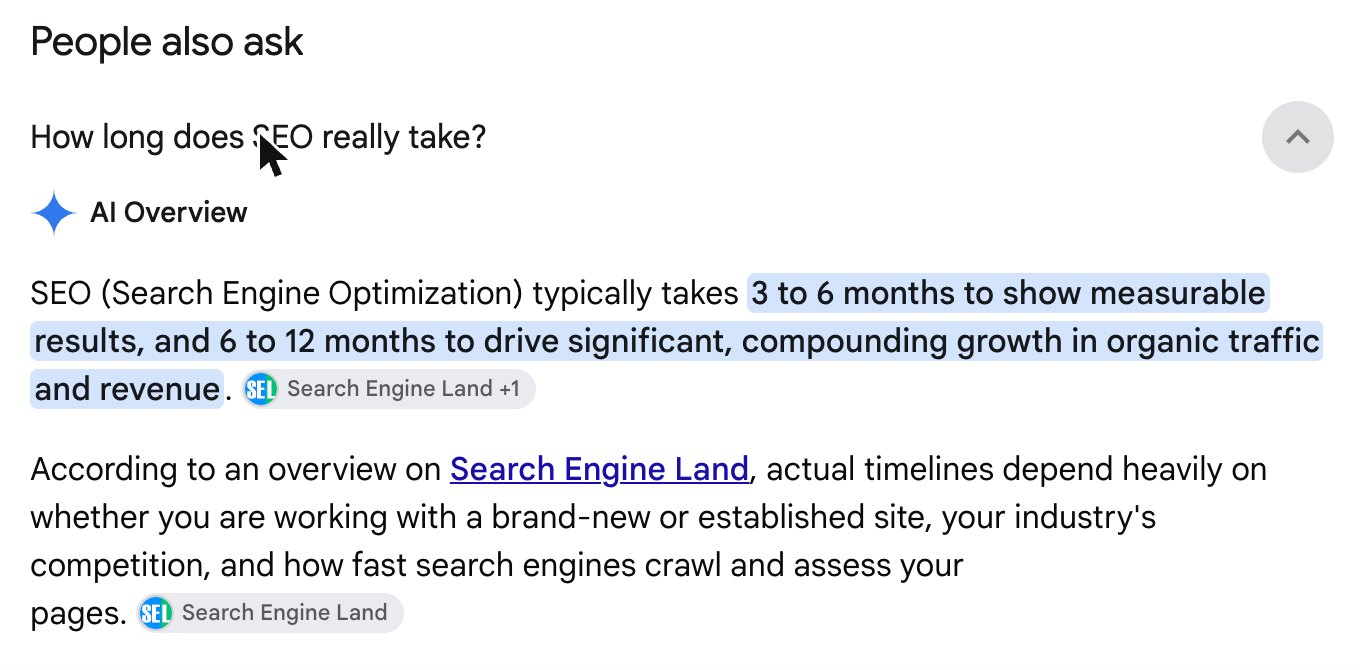 People also ask
How long does SEO really take?
AI Overview
SEO (Search Engine Optimization) typically takes 3 to 6 months to show measurable
results, and 6 to 12 months to drive significant, compounding growth in organic traffic
and revenue. SEL Search Engine Land +1
According to an overview on Search Engine Land, actual timelines depend heavily on
whether you are working with a brand-new or established site, your industry's
competition, and how fast search engines crawl and assess your
pages. SEL Search Engine Land